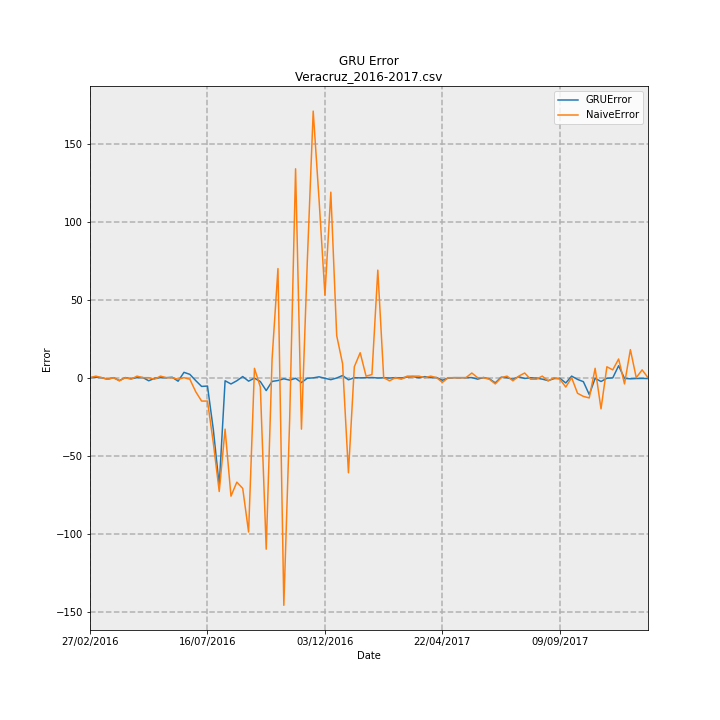 GRU Error
Veracruz_2016-2017.csv
GRUError
NaiveError
150
100
50
0
−50
−100
−150
Error
27/02/2016 16/07/2016 03/12/2016 22/04/2017 09/09/2017
Date